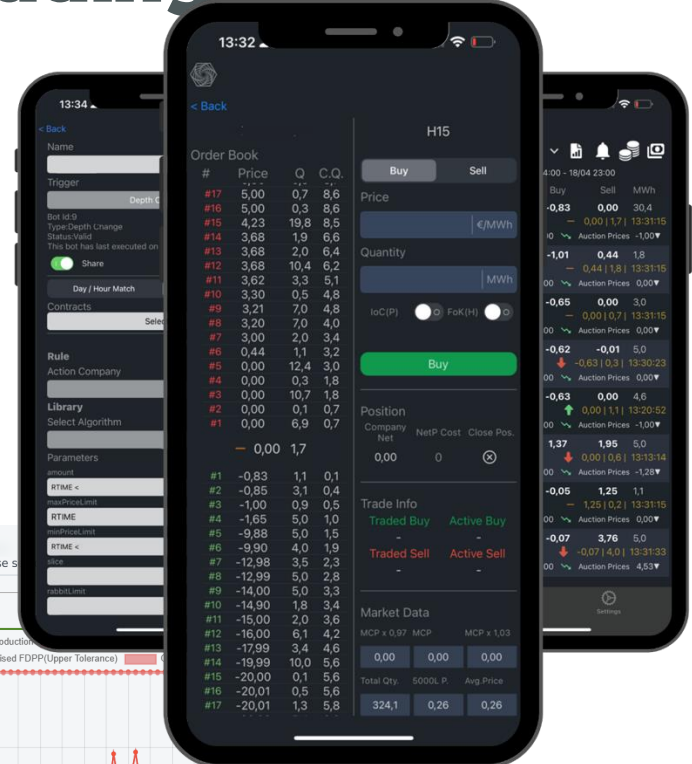 13:34
< Back
Name
Trigger
Bot Id:9
Type:Depth Change
Status:Valid
This bot has last executed on
Share
Day / Hour Match
Contracts
Rule
Action Company
Library
Select Algorithm
Parameters
amount
RTIME <
maxPriceLimit
RTIME
minPriceLimit
RTIME <
slice
rabbitLimit
13:32
< Back
Order Book
# Price Q C.Q.
#17 5,00 0,7 8,6
#16 5,00 0,3 8,6
#15 4,23 19,8 8,5
#14 3,68 1,9 6,6
#13 3,68 2,0 6,4
#12 3,68 10,4 6,2
#11 3,62 3,3 5,1
#10 3,30 0,5 4,8
#9 3,21 7,0 4,8
#8 3,20 7,0 4,0
#7 3,00 2,0 3,4
#6 0,44 1,1 3,2
#5 0,00 12,4 3,0
#4 0,00 0,3 1,8
#3 0,00 10,7 1,8
#2 0,00 0,1 0,7
#1 0,00 6,9 0,7
– 0,00 1,7
#1 -0,83 1,1 0,1
#2 -0,85 3,1 0,4
#3 -1,00 0,9 0,5
#4 -1,65 5,0 1,0
#5 -9,88 5,0 1,5
#6 -9,90 4,0 1,9
#7 -12,98 3,5 2,3
#8 -12,99 5,0 2,8
#9 -14,00 5,0 3,3
#10 -14,90 1,8 3,4
#11 -15,00 2,0 3,6
#12 -16,00 6,1 4,2
#13 -17,99 3,4 4,6
#14 -19,99 10,0 5,6
#15 -20,00 0,1 5,6
#16 -20,01 0,5 5,6
#17 -20,01 1,3 5,8
H15
Buy Sell
Price
€/MWh
Quantity
MWh
IoC(P) FoK(H)
Buy
Position
Company Net NetP Cost Close Pos.
0,00 0
Trade Info
Traded Buy Active Buy
- -
Traded Sell Active Sell
- -
Market Data
MCP x 0,97 MCP MCP x 1,03
0,00 0,00 0,00
Total Qty. 5000L P. Avg.Price
324,1 0,26 0,26
18/04 23:00
Buy Sell MWh
-0,83 0,00 30,4
– 0,00 | 1,7 | 13:31:15
Auction Prices -1,00▼
-1,01 0,44 1,8
– 0,44 | 1,8 | 13:31:15
Auction Prices 0,00▼
-0,65 0,00 3,0
– 0,00 | 0,7 | 13:31:15
Auction Prices 0,00▼
-0,62 -0,01 5,0
-0,63 | 0,3 | 13:30:23
Auction Prices 0,00▼
-0,63 0,00 4,6
0,00 | 1,1 | 13:20:52
Auction Prices -1,00▼
1,37 1,95 5,0
0,00 | 0,6 | 13:13:14
Auction Prices -1,28▼
-0,05 1,25 1,1
– 1,25 | 0,2 | 13:31:15
Auction Prices 0,00▼
-0,07 3,76 5,0
-0,07 | 4,0 | 13:31:33
Auction Prices 4,53▼
Settings
FDPP(Upper Tolerance)